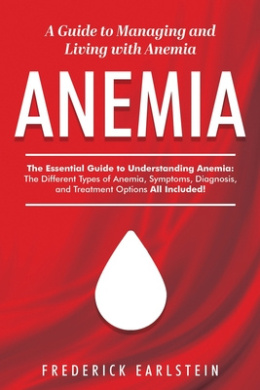 A Guide to Managing and
Living with Anemia
ANEMIA
The Essential Guide to Understanding Anemia:
The Different Types of Anemia, Symptoms, Diagnosis,
and Treatment Options All Included!
FREDERICK EARLSTEIN